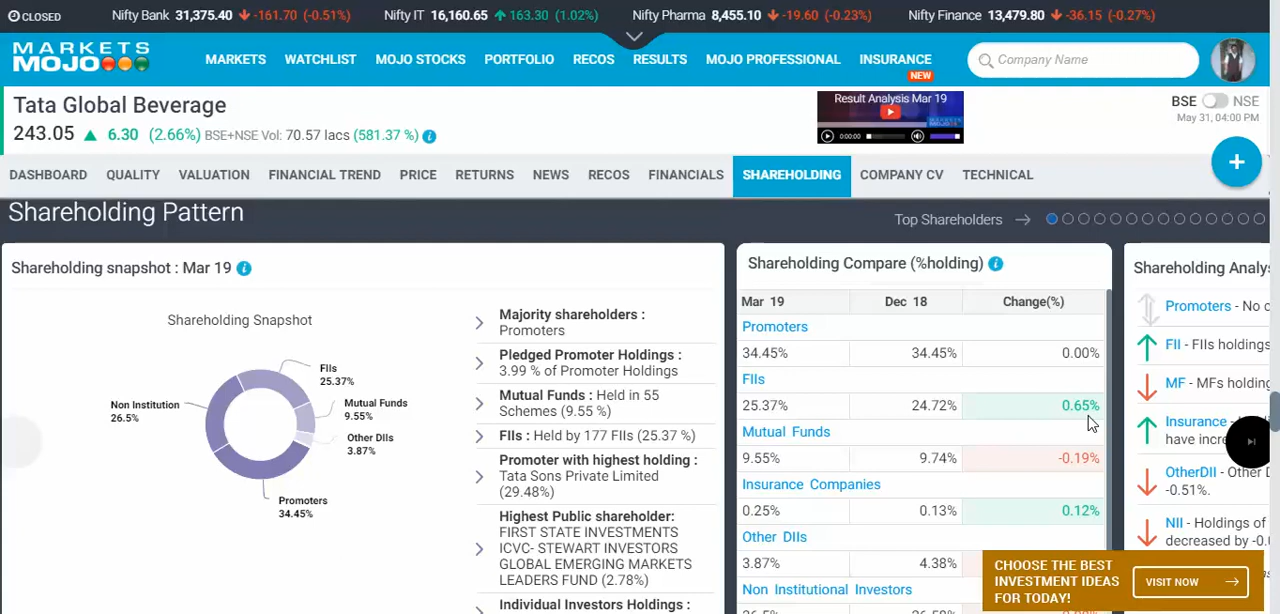 CLOSED Nifty Bank 31,375.40 -161.70 (-0.51%) Nifty IT 16,160.65 163.30 (1.02%) Nifty Pharma 8,455.10 -19.60 (-0.23%) Nifty Finance 13,479.80 -36.15 (-0.27%)
MARKETS
MOJO
MARKETS WATCHLIST MOJO STOCKS PORTFOLIO RECOS RESULTS MOJO PROFESSIONAL INSURANCE
NEW
Company Name
Tata Global Beverage
243.05 6.30 (2.66%) BSE+NSE Vol: 70.57 lacs (581.37 %)
Result Analysis Mar 19
0:00:00
MARKETS
MOJO
BSE NSE
May 31, 04:00 PM
+
DASHBOARD QUALITY VALUATION FINANCIAL TREND PRICE RETURNS NEWS RECOS FINANCIALS SHAREHOLDING COMPANY CV TECHNICAL
Shareholding Pattern
Top Shareholders
Shareholding snapshot : Mar 19
Shareholding Snapshot
FIIs
25.37%
Mutual Funds
9.55%
Other DIIs
3.87%
Promoters
34.45%
Non Institution
26.5%
Majority shareholders :
Promoters
Pledged Promoter Holdings :
3.99 % of Promoter Holdings
Mutual Funds : Held in 55
Schemes (9.55 %)
FIIs : Held by 177 FIIs (25.37 %)
Promoter with highest holding :
Tata Sons Private Limited
(29.48%)
Highest Public shareholder:
FIRST STATE INVESTMENTS
ICVC- STEWART INVESTORS
GLOBAL EMERGING MARKETS
LEADERS FUND (2.78%)
Individual Investors Holdings :
Shareholding Compare (%holding)
Mar 19 Dec 18 Change(%)
Promoters
34.45% 34.45% 0.00%
FIIs
25.37% 24.72% 0.65%
Mutual Funds
9.55% 9.74% -0.19%
Insurance Companies
0.25% 0.13% 0.12%
Other DIIs
3.87% 4.38%
Non Institutional Investors
Shareholding Analys
Promoters - No c
FII - FIIs holdings
MF - MFs holding
Insurance -
have incre
OtherDII - Other D
-0.51%.
NII - Holdings of
decreased by -0.0
CHOOSE THE BEST
INVESTMENT IDEAS
FOR TODAY!
VISIT NOW